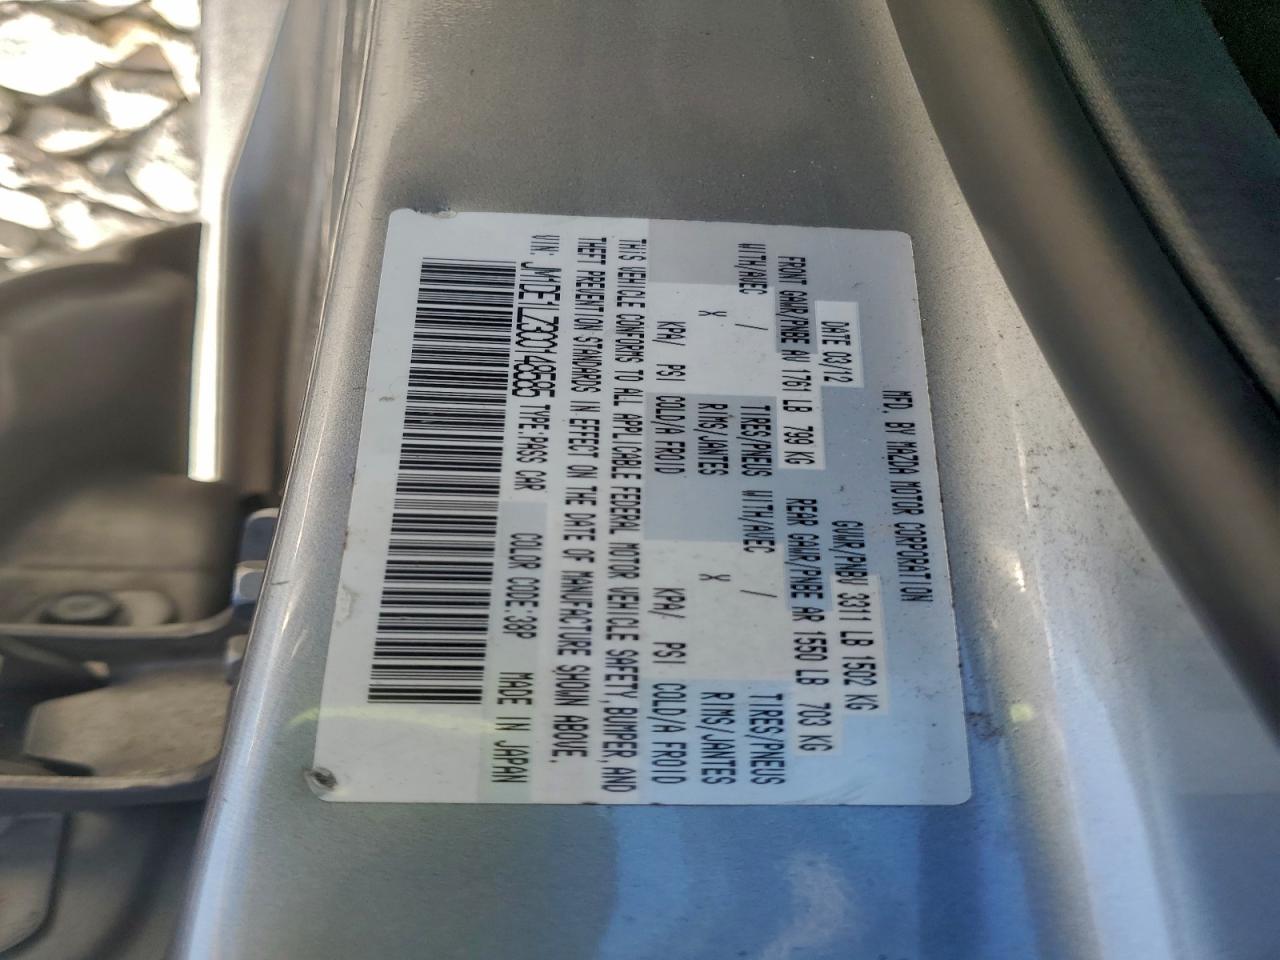 MFD. BY MAZDA MOTOR CORPORATION
DATE 03/12 GVWR/PNBV 3311 LB 1502 KG
FRONT GAWR/PNBE AV 1761 LB 799 KG REAR GAWR/PNBE AR 1550 LB 703 KG
WITH/AVEC / TIRES/PNEUS WITH/AVEC / TIRES/PNEUS
X RIMS/JANTES X RIMS/JANTES
KPA/ PSI COLD/A FROID KPA/ PSI COLD/A FROID
THIS VEHICLE CONFORMS TO ALL APPLICABLE FEDERAL MOTOR VEHICLE SAFETY, BUMPER, AND
THEFT PREVENTION STANDARDS IN EFFECT ON THE DATE OF MANUFACTURE SHOWN ABOVE.
VIN: JM1DE1LZ3C0148585 TYPE:PASS CAR COLOR CODE:38P MADE IN JAPAN